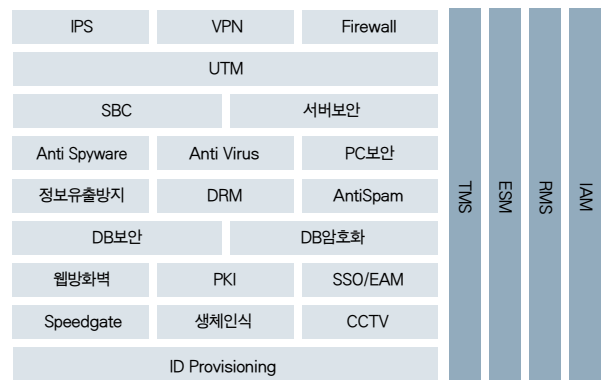 IPS VPN Firewall
UTM
SBC 서버보안
Anti Spyware Anti Virus PC보안
정보유출방지 DRM AntiSpam
DB보안 DB암호화
웹방화벽 PKI SSO/EAM
Speedgate 생체인식 CCTV
ID Provisioning
TMS
ESM
RMS
IAM